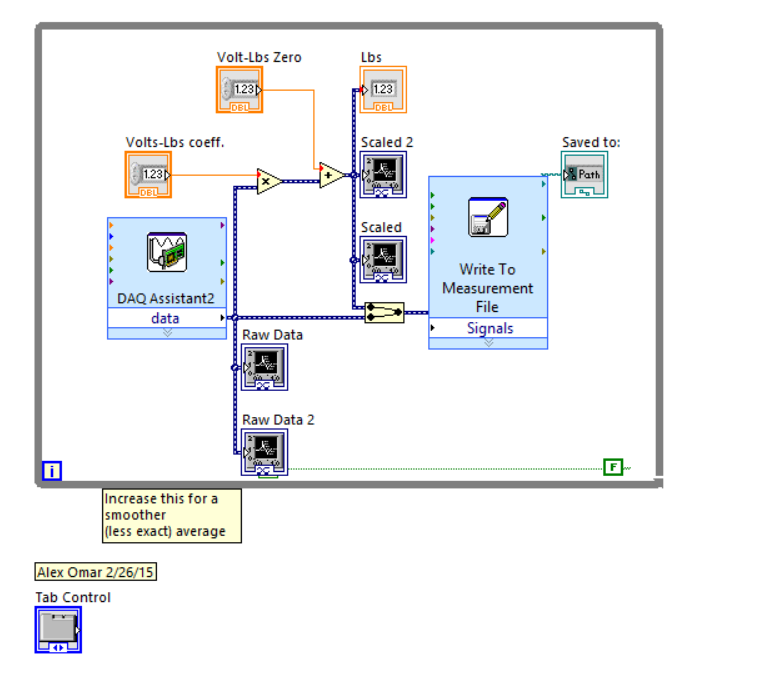 Volt-Lbs Zero
Lbs
1.23
DBL
1.23
DBL
Volts-Lbs coeff.
Scaled 2
Saved to:
1.23
DBL
Path
Scaled
DAQ Assistant2
data
Write To
Measurement
File
Signals
Raw Data
Raw Data 2
i
F
Increase this for a
smoother
(less exact) average
Alex Omar 2/26/15
Tab Control